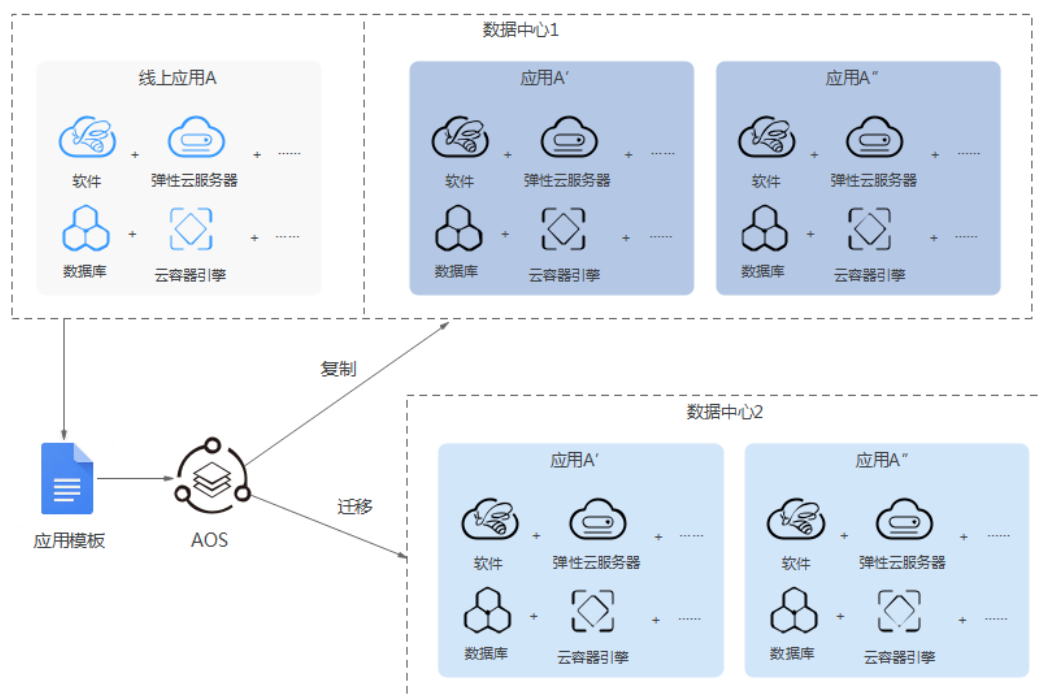 数据中心1
线上应用A
应用A′
应用A″
软件 + 弹性云服务器 + ······
软件 + 弹性云服务器 + ······
软件 + 弹性云服务器 + ······
数据库 + 云容器引擎 + ······
数据库 + 云容器引擎 + ······
数据库 + 云容器引擎 + ······
复制
数据中心2
应用A′
应用A″
迁移
应用模板
AOS
软件 + 弹性云服务器 + ······
软件 + 弹性云服务器 + ······
数据库 + 云容器引擎 + ······
数据库 + 云容器引擎 + ······